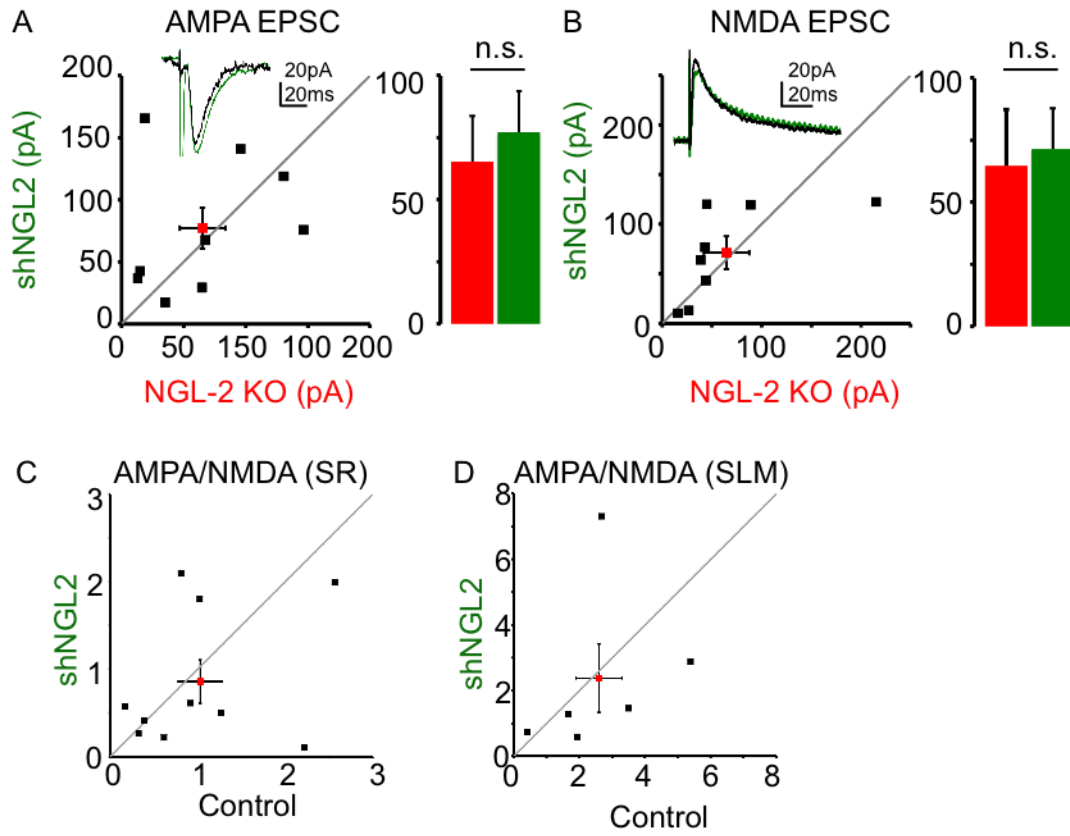 A AMPA EPSC
n.s.
200
150
100
50
0
shNGL2 (pA)
20pA
20ms
0 50 150 100 200
NGL-2 KO (pA)
100
50
0
B NMDA EPSC
n.s.
200
100
0
shNGL2 (pA)
20pA
20ms
0 100 200
NGL-2 KO (pA)
100
50
0
C AMPA/NMDA (SR)
3
2
1
0
shNGL2
0 1 2 3
Control
D AMPA/NMDA (SLM)
8
6
4
2
0
shNGL2
0 2 4 6 8
Control